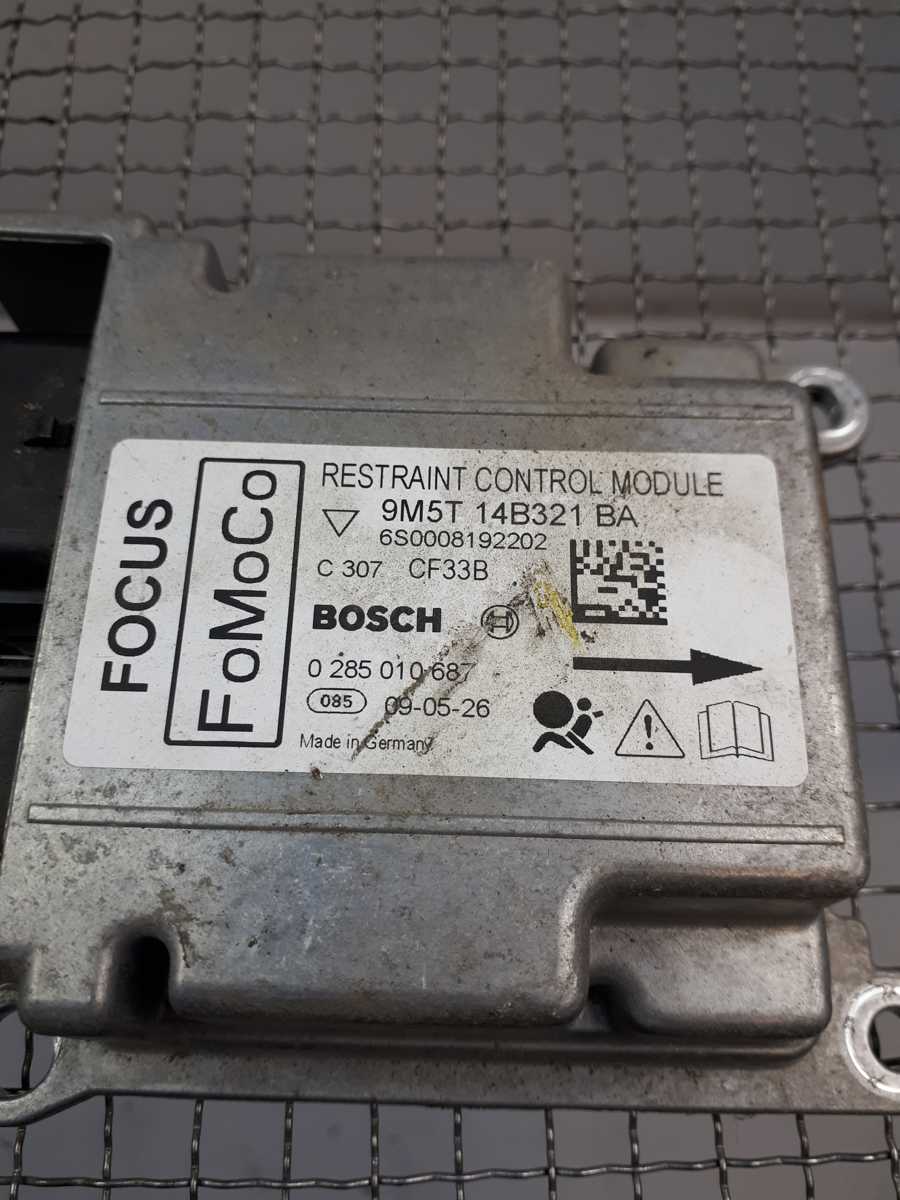 FOCUS
FoMoCo
RESTRAINT CONTROL MODULE
9M5T 14B321 BA
6S0008192202
C 307 CF33B
BOSCH
0 285 010 687
085 09-05-26
Made in Germany